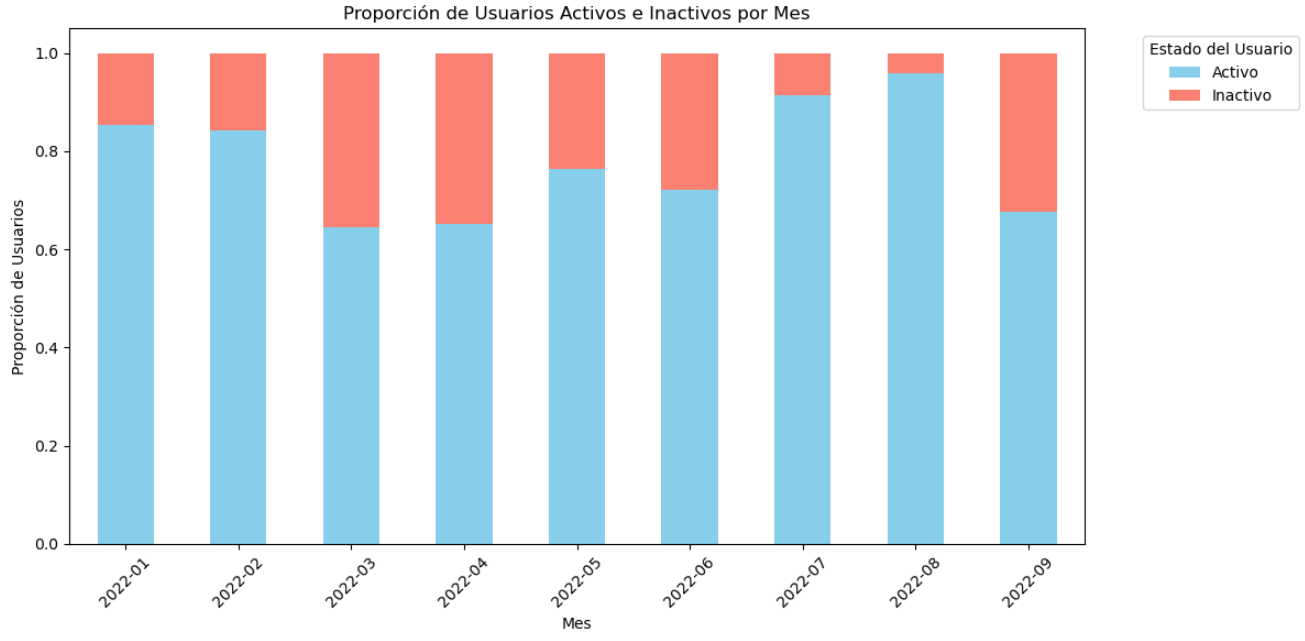 Proporción de Usuarios Activos e Inactivos por Mes
Estado del Usuario
Activo
Inactivo
Proporción de Usuarios
1.0
0.8
0.6
0.4
0.2
0.0
2022-01
2022-02
2022-03
2022-04
2022-05
2022-06
2022-07
2022-08
2022-09
Mes